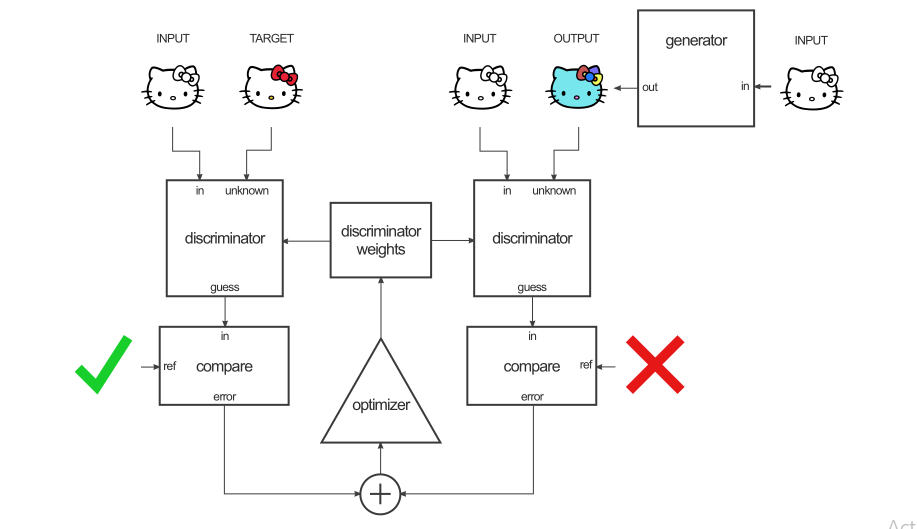 INPUT
TARGET
INPUT
OUTPUT
generator
INPUT
out
in
in
unknown
in
unknown
discriminator
discriminator
weights
discriminator
guess
guess
in
in
ref
compare
compare
ref
error
optimizer
error
Act